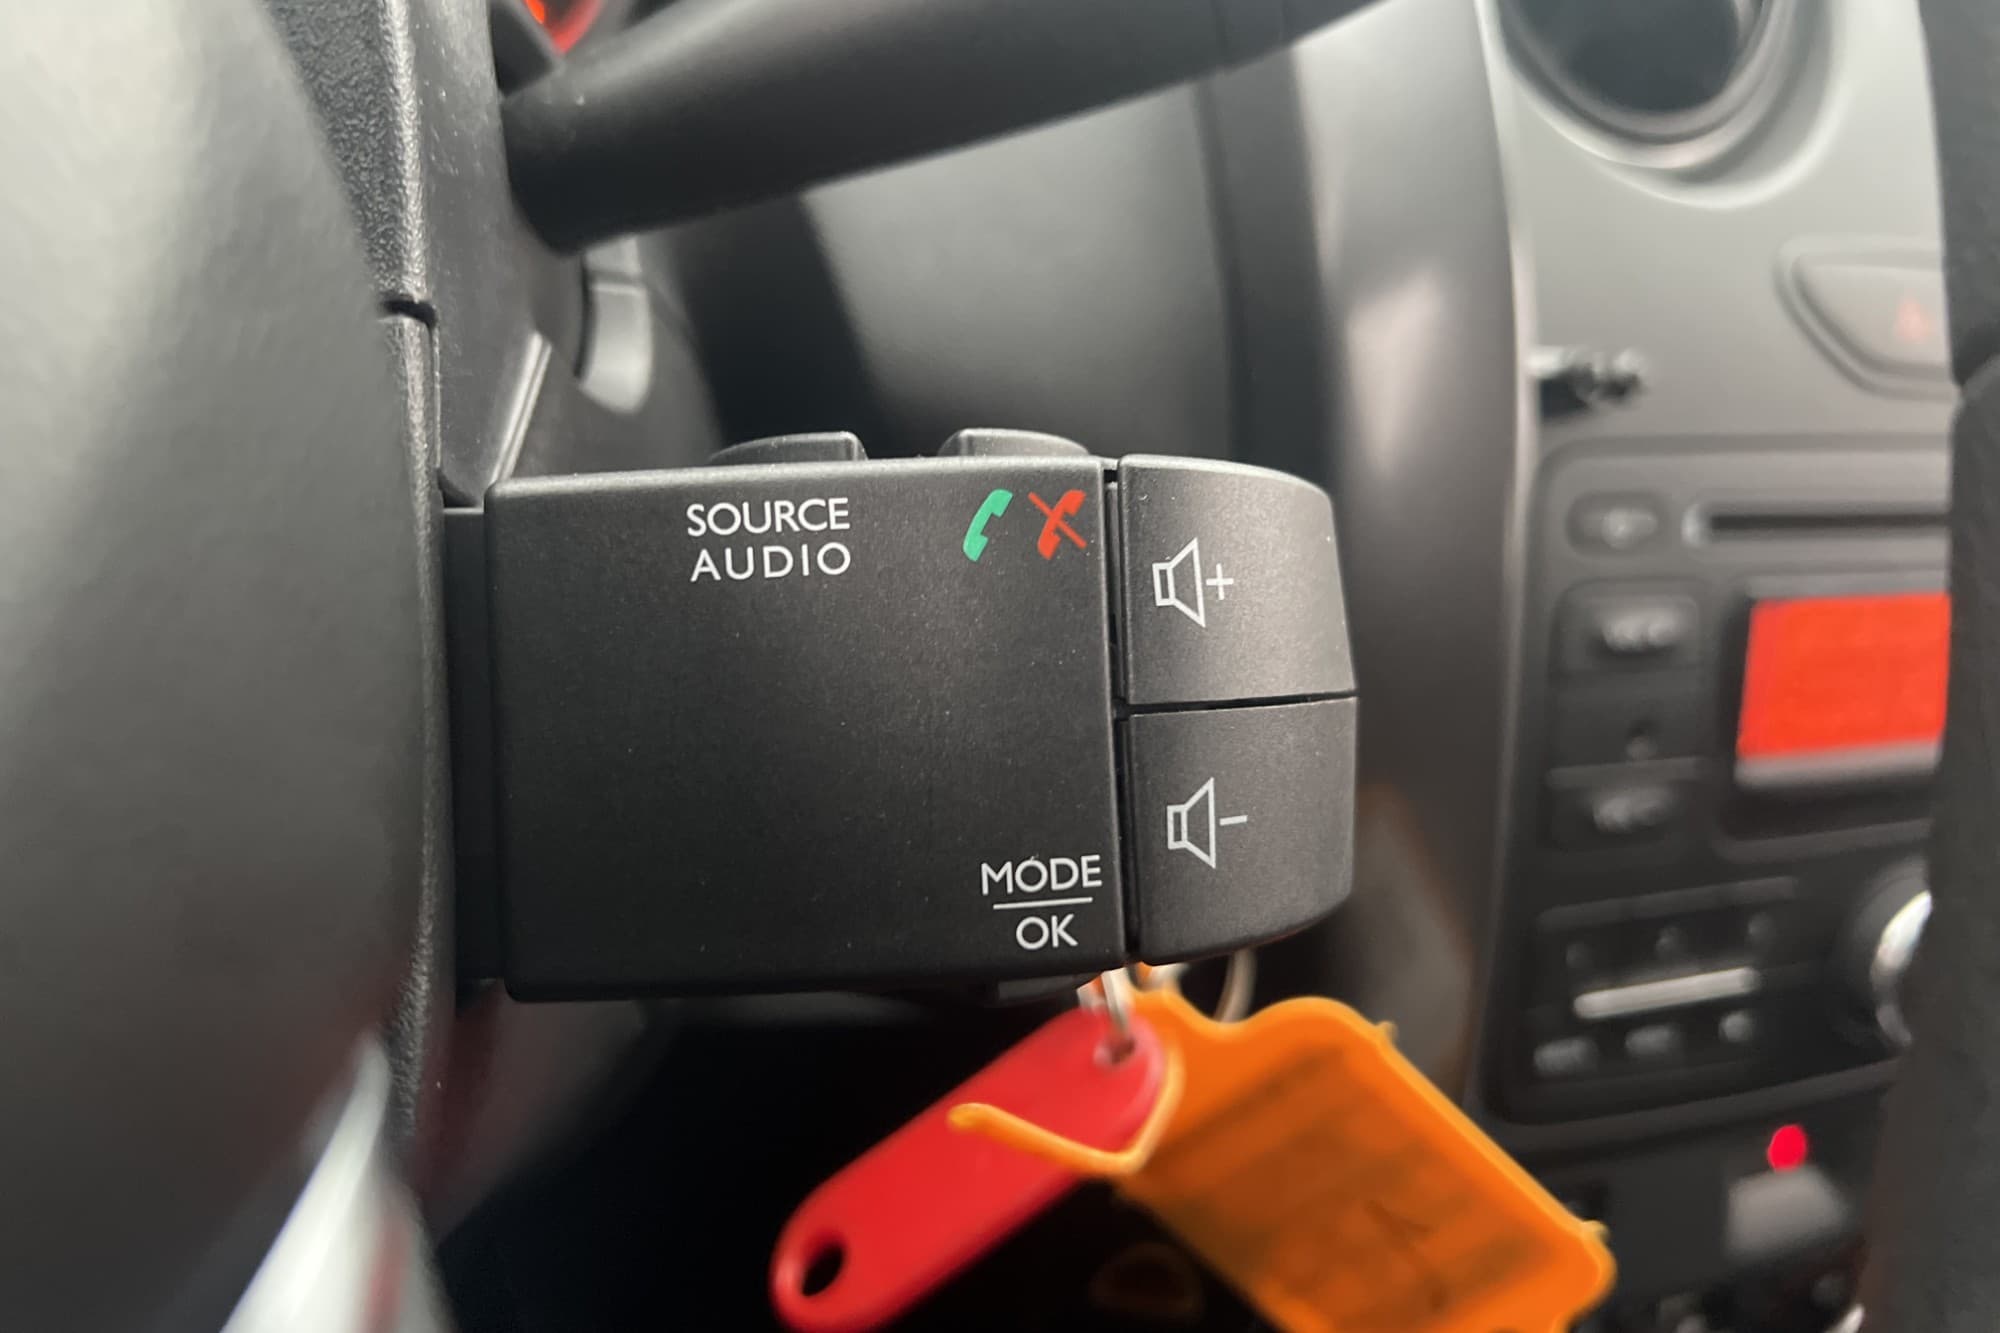 SOURCE
AUDIO
+
-
MODE
OK